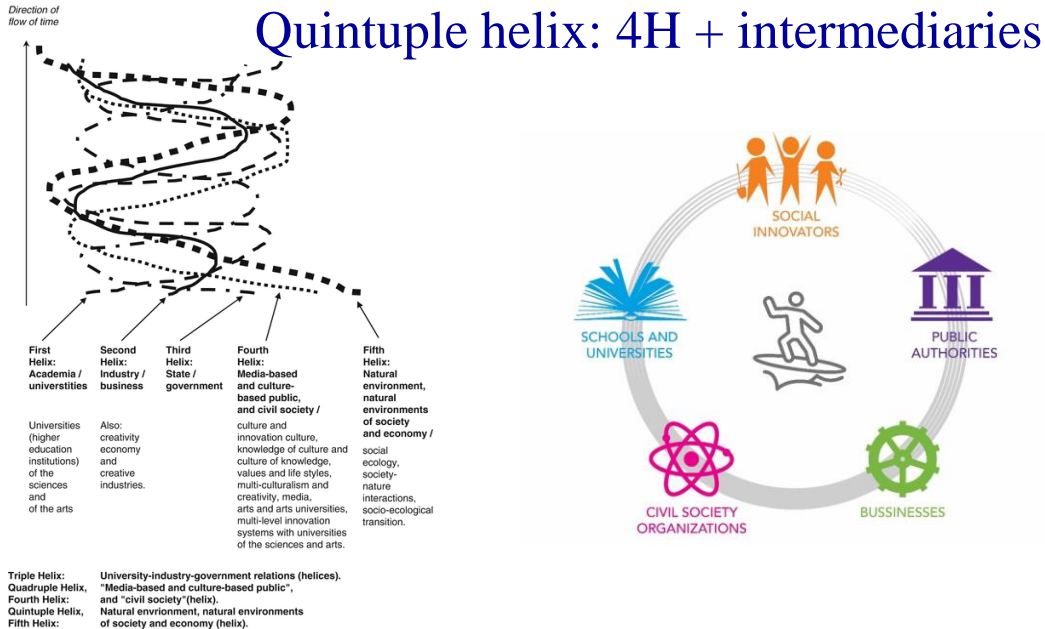 Direction of
flow of time
Quintuple helix: 4H + intermediaries
First
Helix:
Academia /
universtities
Universities
(higher
education
institutions)
of the
sciences
and
of the arts
Second
Helix:
Industry /
business
Also:
creativity
economy
and
creative
industries.
Third
Helix:
State /
government
Fourth
Helix:
Media-based
and culture-
based public,
and civil society /
culture and
innovation culture,
knowledge of culture and
culture of knowledge,
values and life styles,
multi-culturalism and
creativity, media,
arts and arts universities,
multi-level innovation
systems with universities
of the sciences and arts.
Fifth
Helix:
Natural
environment,
natural
environments
of society
and economy /
social
ecology,
society-
nature
interactions,
socio-ecological
transition.
Triple Helix: University-industry-government relations (helices).
Quadruple Helix, "Media-based and culture-based public",
Fourth Helix: and "civil society"(helix).
Quintuple Helix, Natural envrionment, natural environments
Fifth Helix: of society and economy (helix).
SOCIAL
INNOVATORS
SCHOOLS AND
UNIVERSITIES
PUBLIC
AUTHORITIES
CIVIL SOCIETY
ORGANIZATIONS
BUSSINESSES